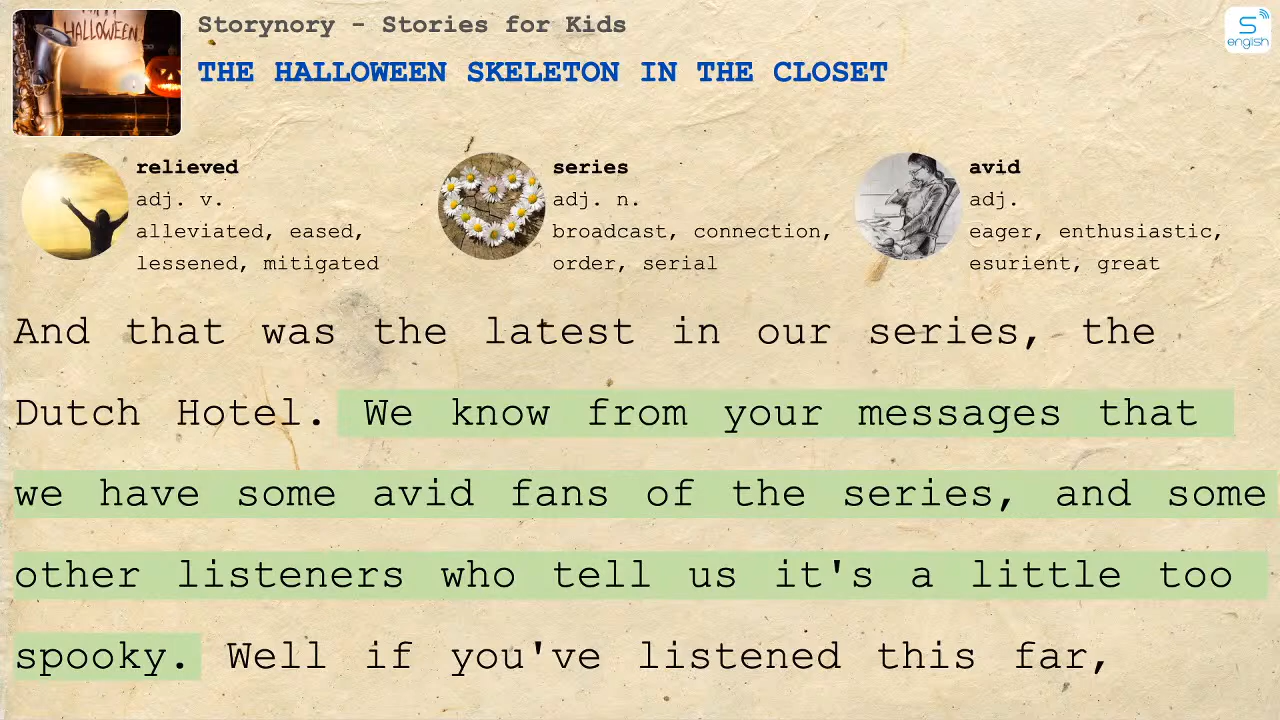 HALLOWEEN
Storynory - Stories for Kids
THE HALLOWEEN SKELETON IN THE CLOSET
S
english
relieved
adj. v.
alleviated, eased,
lessened, mitigated
series
adj. n.
broadcast, connection,
order, serial
avid
adj.
eager, enthusiastic,
esurient, great
And that was the latest in our series, the
Dutch Hotel. We know from your messages that
we have some avid fans of the series, and some
other listeners who tell us it's a little too
spooky. Well if you've listened this far,